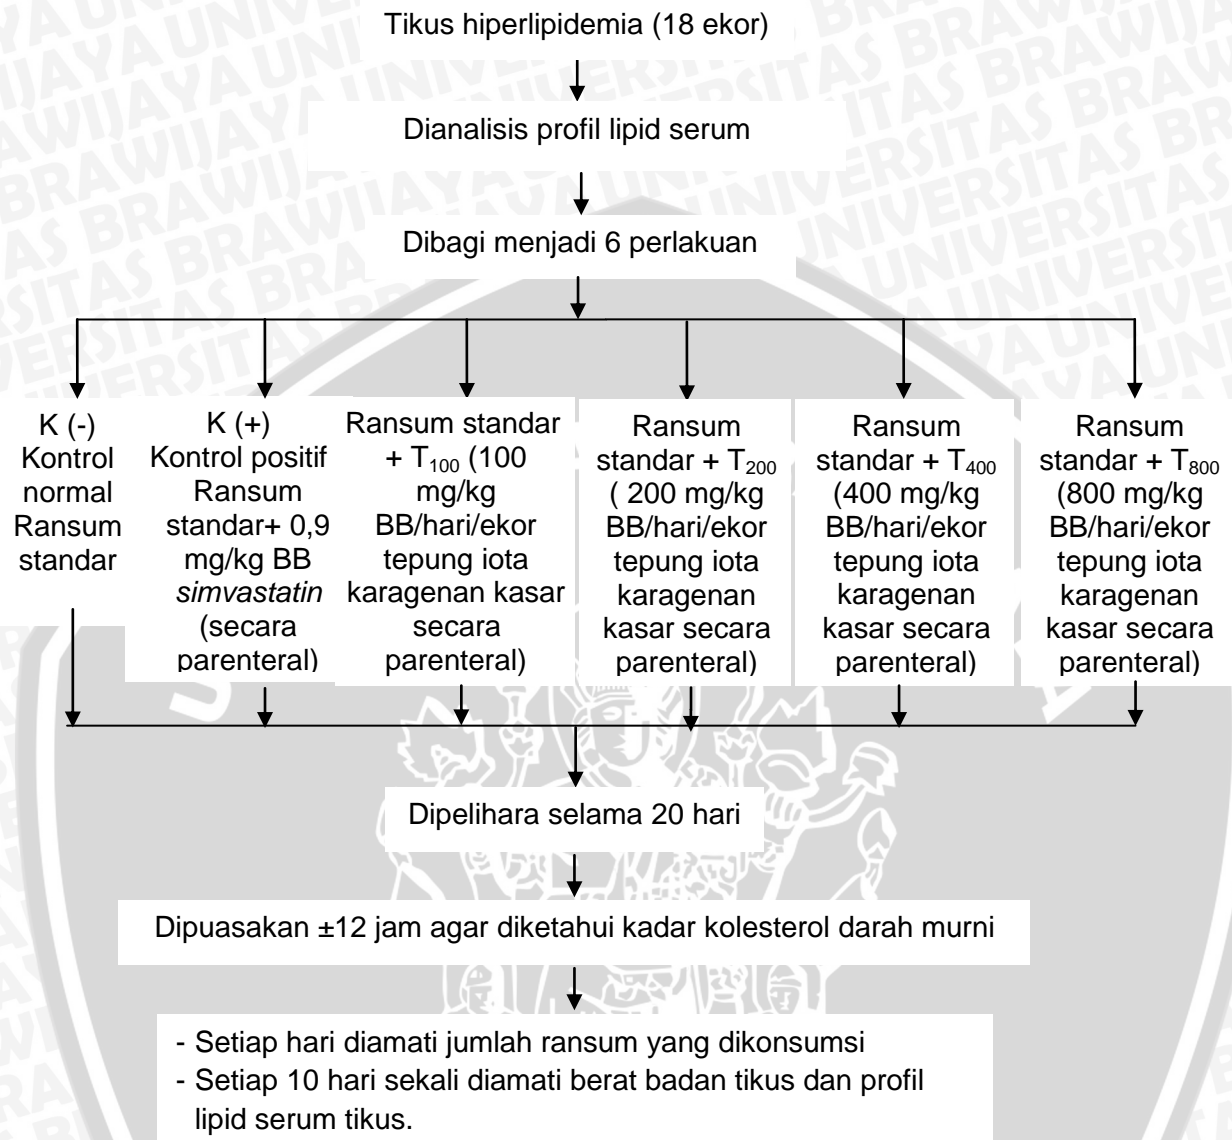 Tikus hiperlipidemia (18 ekor)
Dianalisis profil lipid serum
Dibagi menjadi 6 perlakuan
K (-)
Kontrol
normal
Ransum
standar
K (+)
Kontrol positif
Ransum
standar+ 0,9
mg/kg BB
simvastatin
(secara
parenteral)
Ransum standar
+ T₁₀₀ (100
mg/kg
BB/hari/ekor
tepung iota
karagenan kasar
secara
parenteral)
Ransum
standar + T₂₀₀
( 200 mg/kg
BB/hari/ekor
tepung iota
karagenan
kasar secara
parenteral)
Ransum
standar + T₄₀₀
(400 mg/kg
BB/hari/ekor
tepung iota
karagenan
kasar secara
parenteral)
Ransum
standar + T₈₀₀
(800 mg/kg
BB/hari/ekor
tepung iota
karagenan
kasar secara
parenteral)
Dipelihara selama 20 hari
Dipuasakan ±12 jam agar diketahui kadar kolesterol darah murni
- Setiap hari diamati jumlah ransum yang dikonsumsi
- Setiap 10 hari sekali diamati berat badan tikus dan profil
lipid serum tikus.